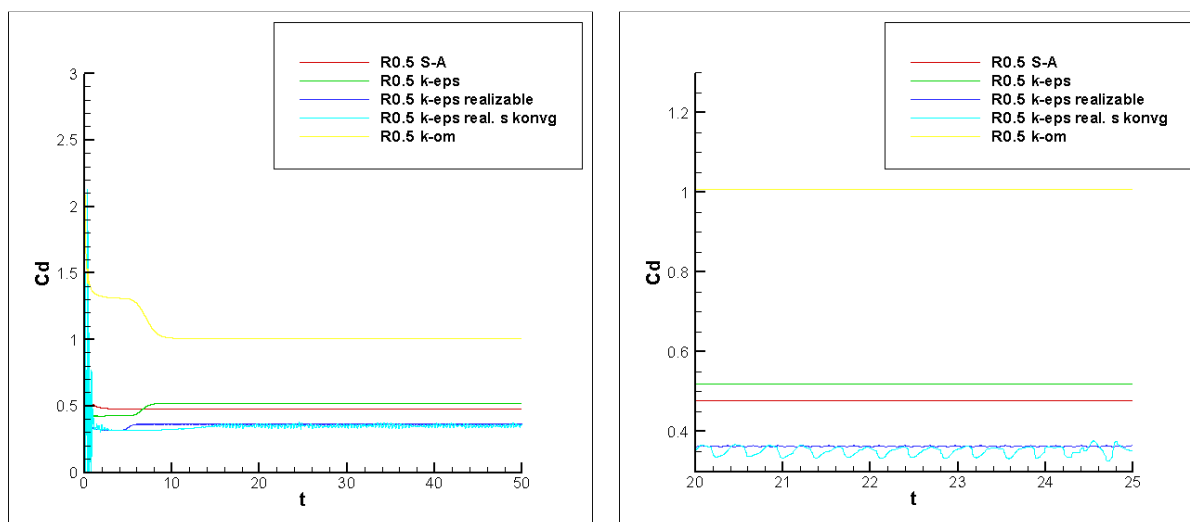 R0.5 S-A
R0.5 k-eps
R0.5 k-eps realizable
R0.5 k-eps real. s konvg
R0.5 k-om
3
2.5
2
1.5
1
0.5
0
Cd
0 10 20 30 40 50
t
R0.5 S-A
R0.5 k-eps
R0.5 k-eps realizable
R0.5 k-eps real. s konvg
R0.5 k-om
1.2
1
0.8
0.6
0.4
Cd
20 21 22 23 24 25
t